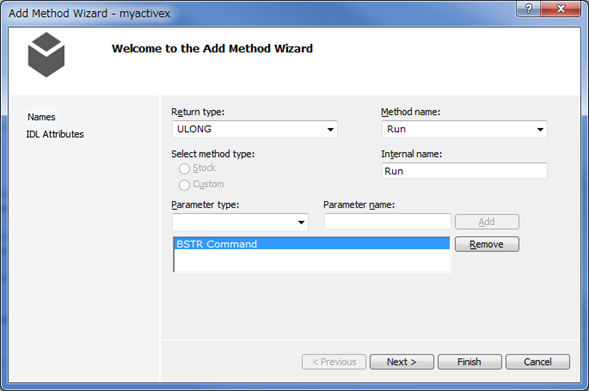 Add Method Wizard - myactivex
Welcome to the Add Method Wizard
Names
IDL Attributes
Return type:
Method name:
ULONG
Run
Select method type:
Internal name:
Stock
Run
Custom
Parameter type:
Parameter name:
Add
BSTR Command
Remove
< Previous
Next >
Finish
Cancel